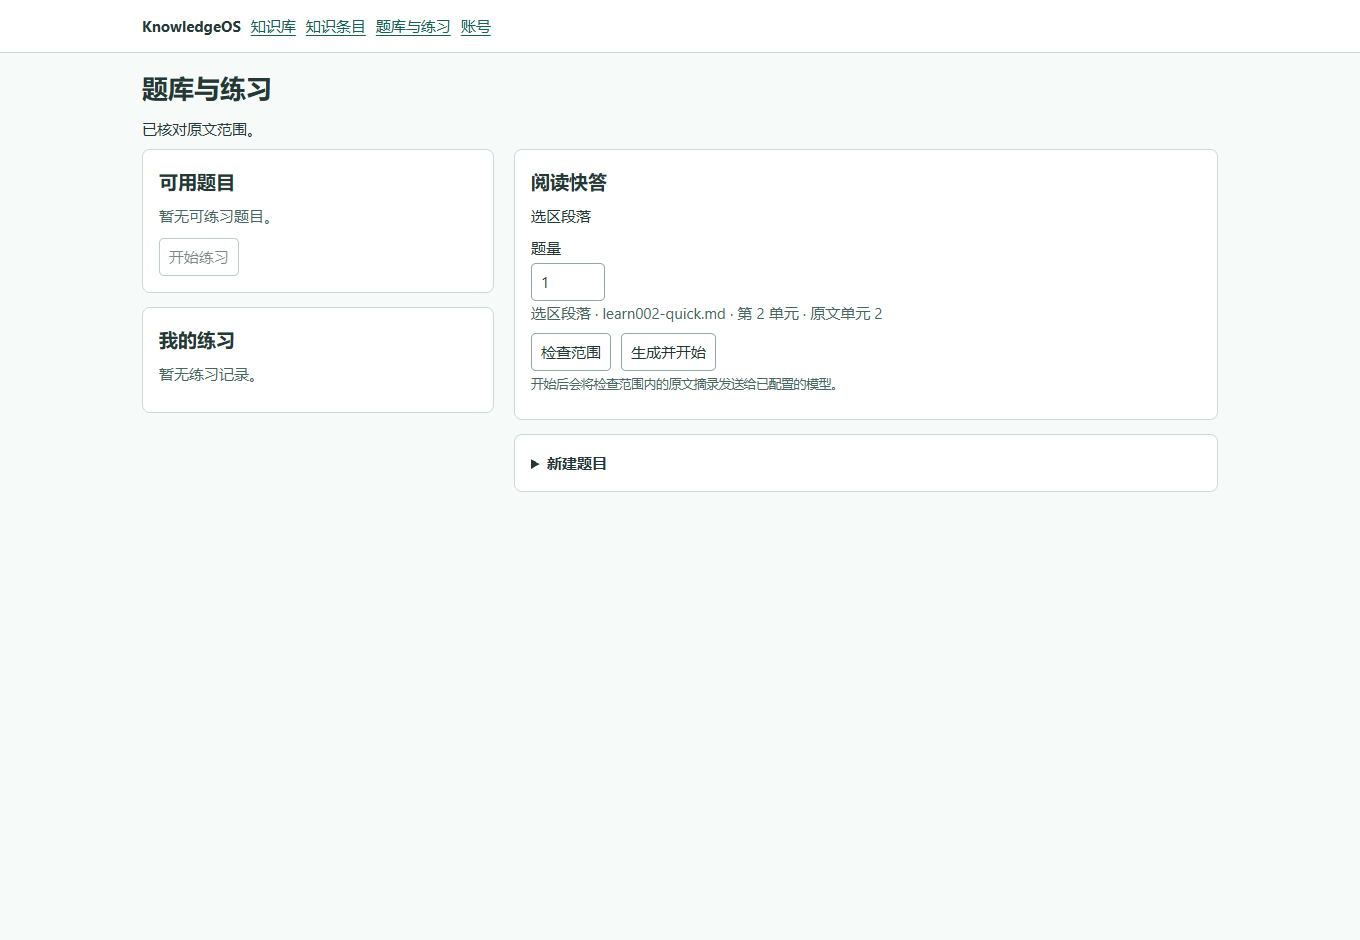 KnowledgeOS 知识库 知识条目 题库与练习 账号
题库与练习
已核对原文范围。
可用题目
暂无可练习题目。
开始练习
我的练习
暂无练习记录。
阅读快答
选区段落
题量
1
选区段落 · learn002-quick.md · 第 2 单元 · 原文单元 2
检查范围 生成并开始
开始后会将检查范围内的原文摘录发送给已配置的模型。
▶ 新建题目